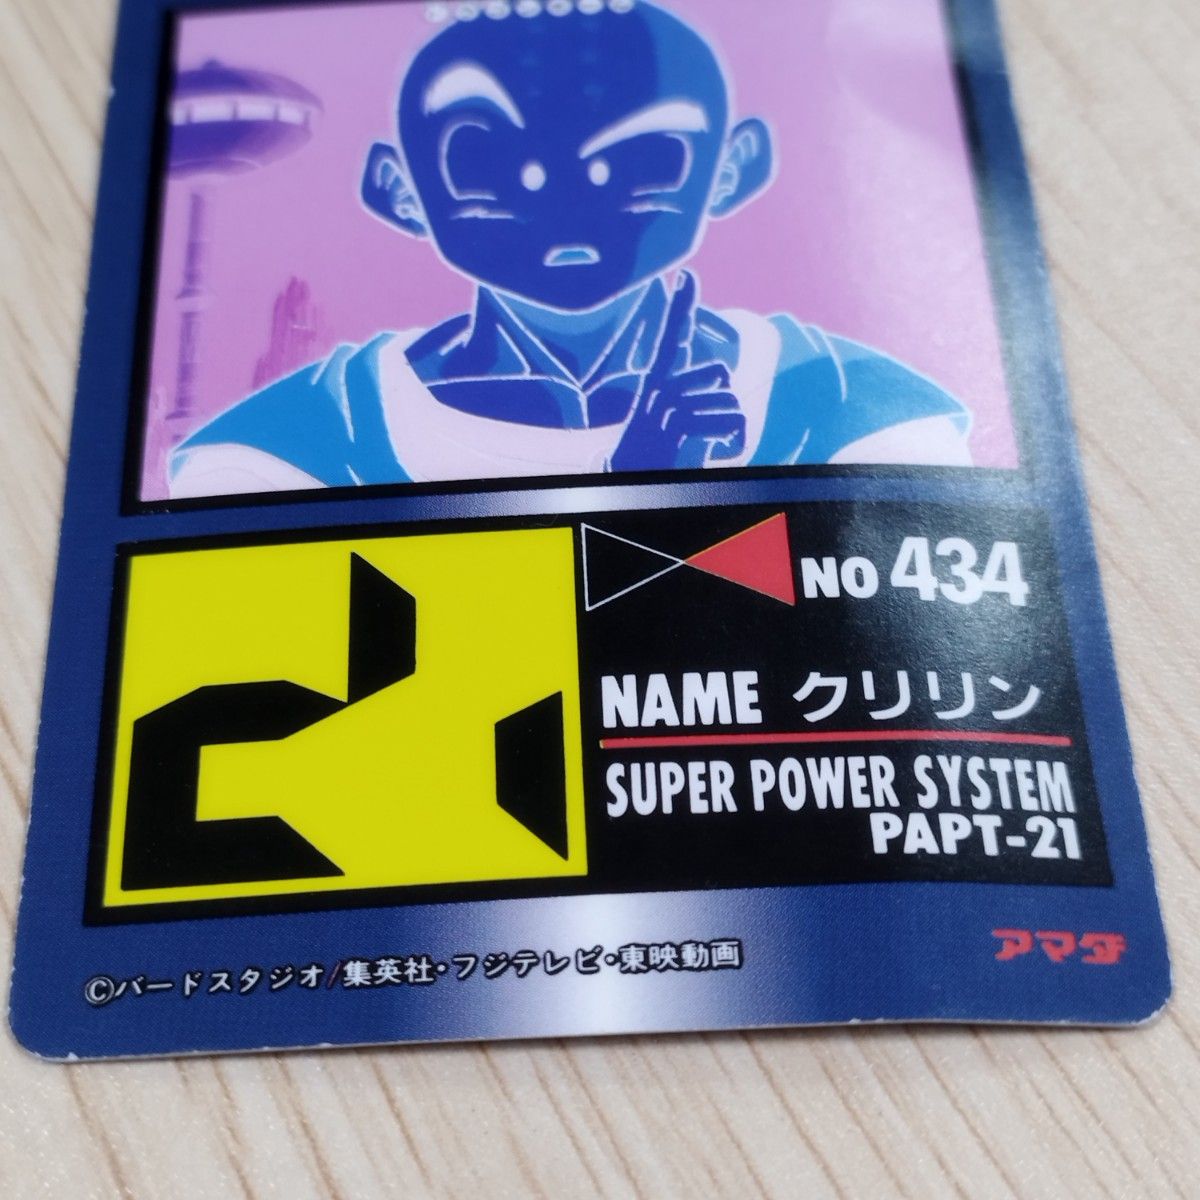 NO 434
NAME クリリン
SUPER POWER SYSTEM
PAPT-21
アマダ
©バードスタジオ/集英社・フジテレビ・東映動画